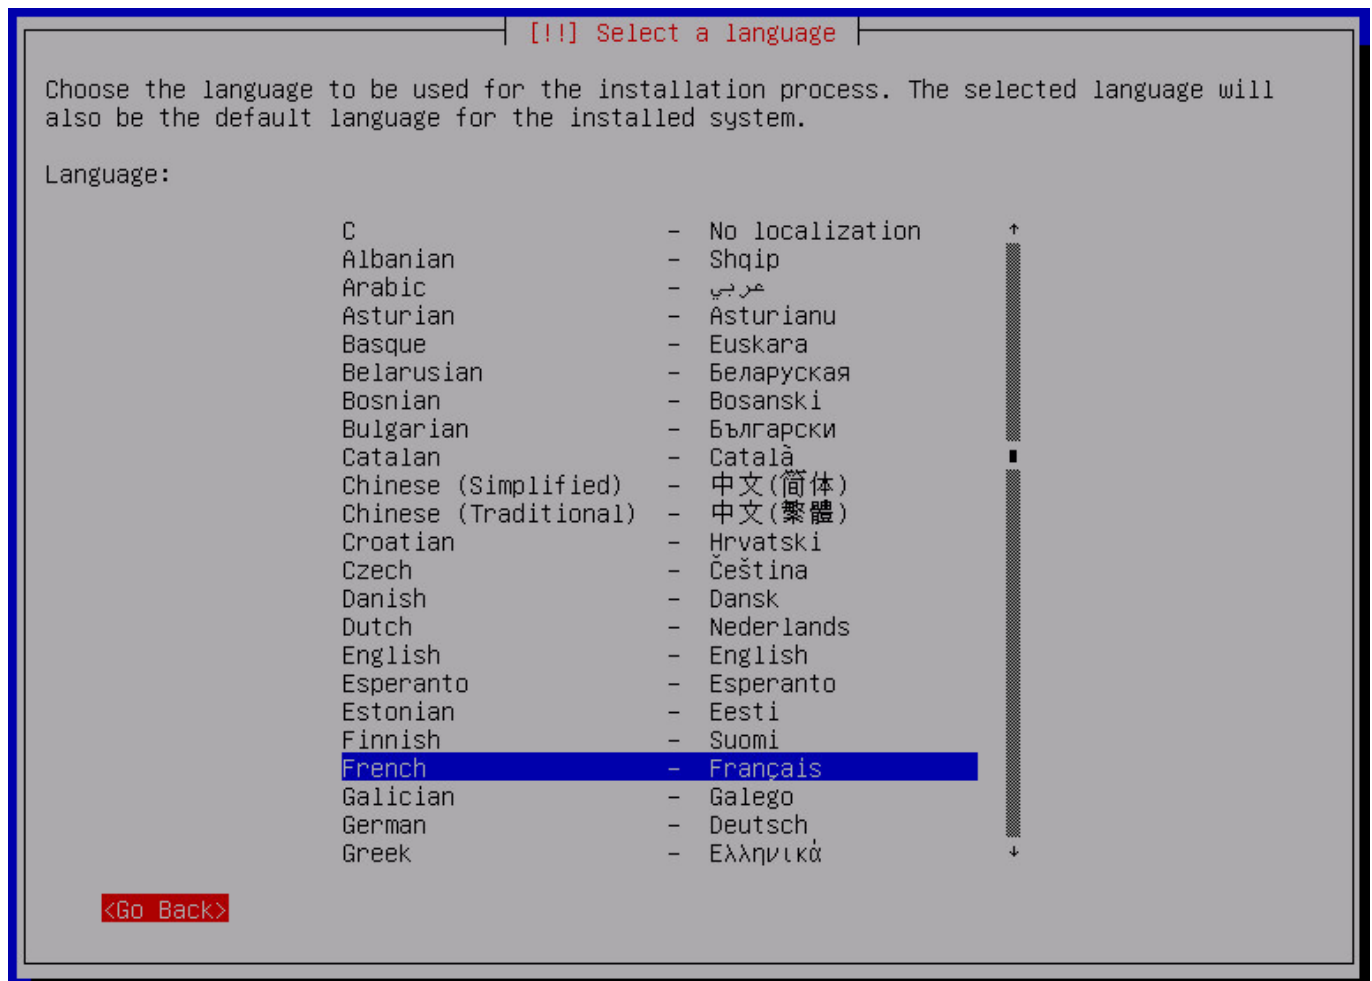 [!!] Select a language
Choose the language to be used for the installation process. The selected language will
also be the default language for the installed system.
Language:
C - No localization ↑
Albanian - Shqip
Arabic - عربي
Asturian - Asturianu
Basque - Euskara
Belarusian - Беларуская
Bosnian - Bosanski
Bulgarian - Български
Catalan - Català
Chinese (Simplified) - 中文(简体)
Chinese (Traditional) - 中文(繁體)
Croatian - Hrvatski
Czech - Čeština
Danish - Dansk
Dutch - Nederlands
English - English
Esperanto - Esperanto
Estonian - Eesti
Finnish - Suomi
French - Français
Galician - Galego
German - Deutsch
Greek - Ελληνικά ↓
<Go Back>